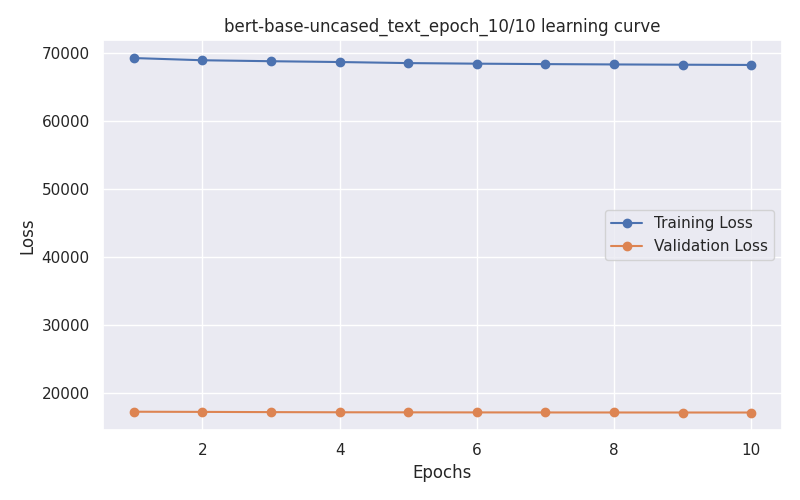 bert-base-uncased_text_epoch_10/10 learning curve
70000
60000
50000
40000
30000
20000
Loss
Training Loss
Validation Loss
2 4 6 8 10
Epochs